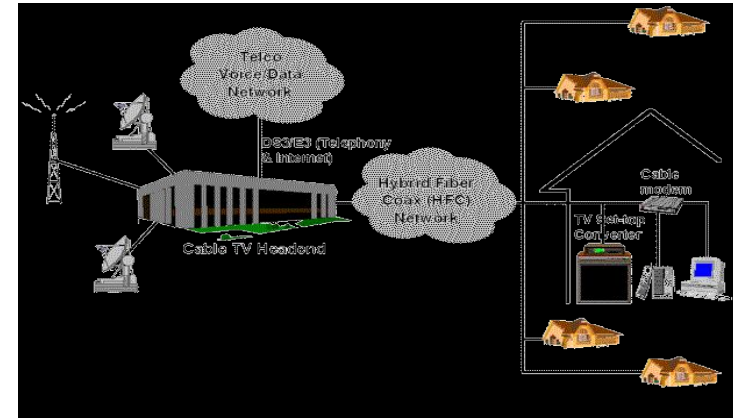 Telco
Voice/Data
Network
DS3/E3 (Telephony
& Internet)
Hybrid Fiber
Coax (HFC)
Network
Cable TV Headend
Cable
modem
TV Set-top
Converter